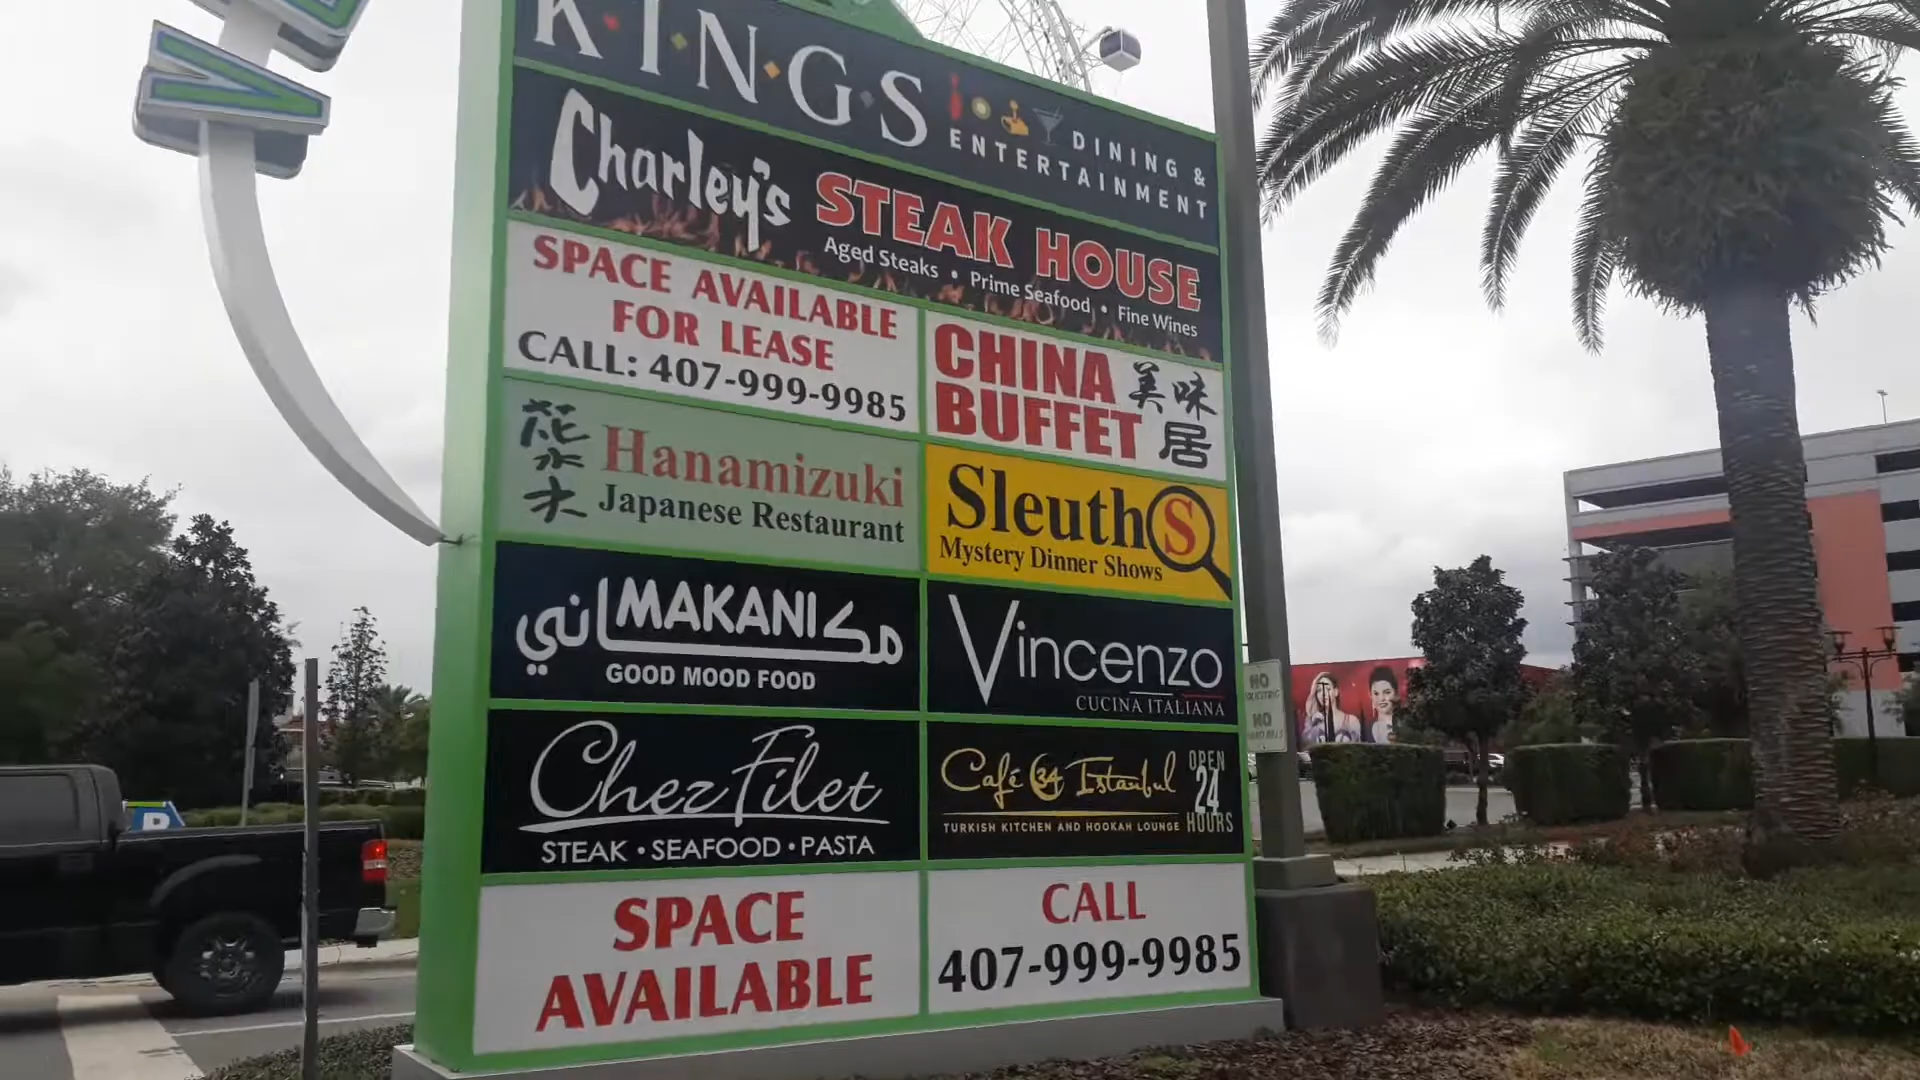 K·I·N·G·S
DINING &
ENTERTAINMENT
Charley's STEAK HOUSE
Aged Steaks • Prime Seafood • Fine Wines
SPACE AVAILABLE
FOR LEASE
CALL: 407-999-9985
CHINA
BUFFET
美味
居
花水木
Hanamizuki
Japanese Restaurant
SleuthS
Mystery Dinner Shows
مكاني MAKANI
GOOD MOOD FOOD
Vincenzo
CUCINA ITALIANA
Chez Filet
STEAK • SEAFOOD • PASTA
Café 34 Istanbul
TURKISH KITCHEN AND HOOKAH LOUNGE
OPEN
24
HOURS
SPACE
AVAILABLE
CALL
407-999-9985
NO
NO
P